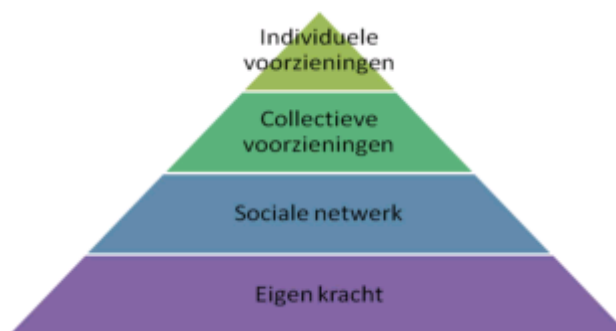 Individuele
voorzieningen
Collectieve
voorzieningen
Sociale netwerk
Eigen kracht